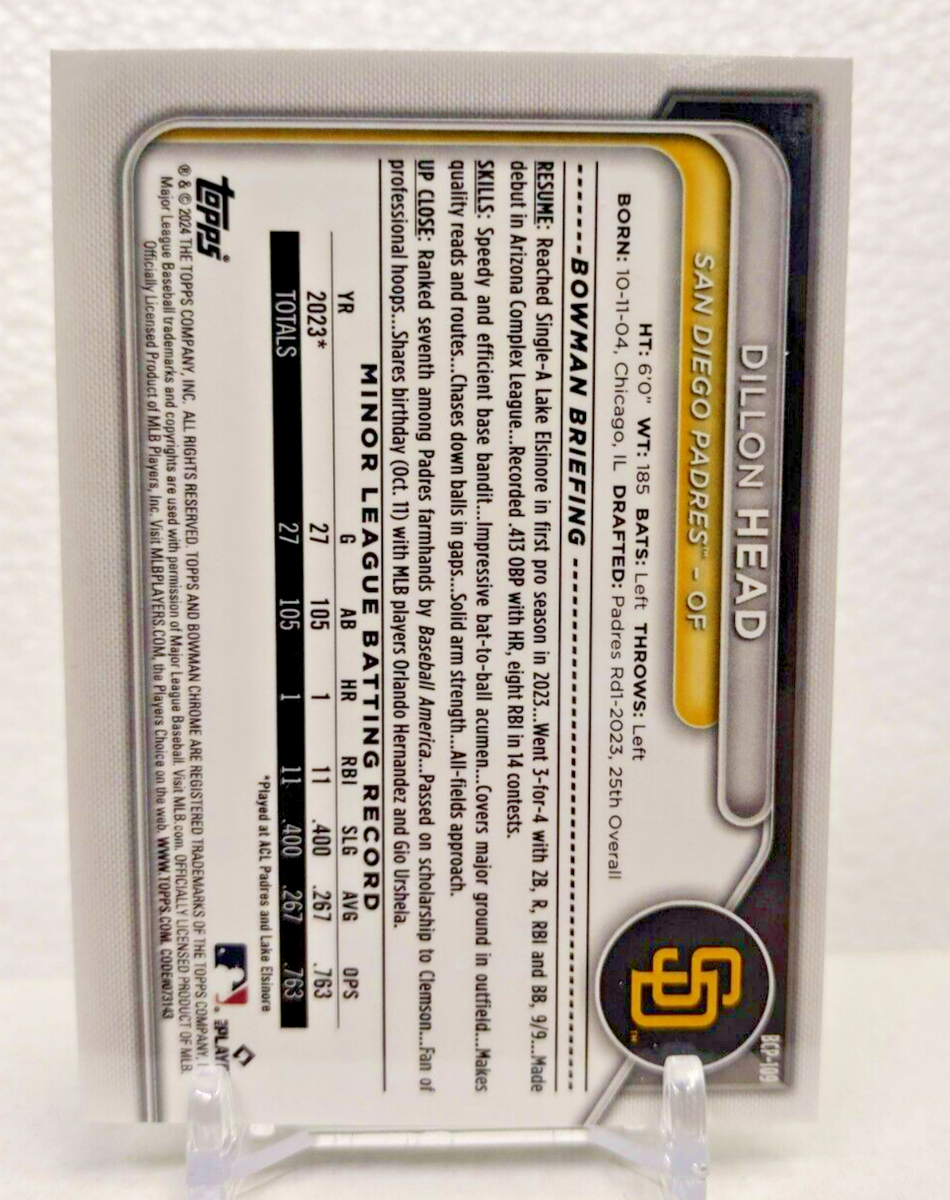 BCP-109
DILLON HEAD
SAN DIEGO PADRES™ - OF
SD™
HT: 6'0" WT: 185 BATS: Left THROWS: Left
BORN: 10-11-04, Chicago, IL DRAFTED: Padres Rd1-2023, 25th Overall
BOWMAN BRIEFING
RESUME: Reached Single-A Lake Elsinore in first pro season in 2023...Went 3-for-4 with 2B, R, RBI and BB, 9/9...Made
debut in Arizona Complex League...Recorded .413 OBP with HR, eight RBI in 14 contests.
SKILLS: Speedy and efficient base bandit...Impressive bat-to-ball acumen...Covers major ground in outfield...Makes
quality reads and routes...Chases down balls in gaps...Solid arm strength...All-fields approach.
UP CLOSE: Ranked seventh among Padres farmhands by Baseball America...Passed on scholarship to Clemson...Fan of
professional hoops...Shares birthday (Oct. 11) with MLB players Orlando Hernandez and Gio Urshela.
MINOR LEAGUE BATTING RECORD
YR G AB HR RBI SLG AVG OPS
2023* 27 105 1 11 .400 .267 .763
TOTALS 27 105 1 11 .400 .267 .763
*Played at ACL Padres and Lake Elsinore
topps®
® & © 2024 THE TOPPS COMPANY, INC. ALL RIGHTS RESERVED. TOPPS AND BOWMAN CHROME ARE REGISTERED TRADEMARKS OF THE TOPPS COMPANY,
Major League Baseball trademarks and copyrights are used with permission of Major League Baseball. Visit MLB.com. OFFICIALLY LICENSED PRODUCT OF MLB
Officially Licensed Product of MLB Players, Inc. Visit MLBPLAYERS.COM, the Players Choice on the web. WWW.TOPPS.COM. CODE#073143